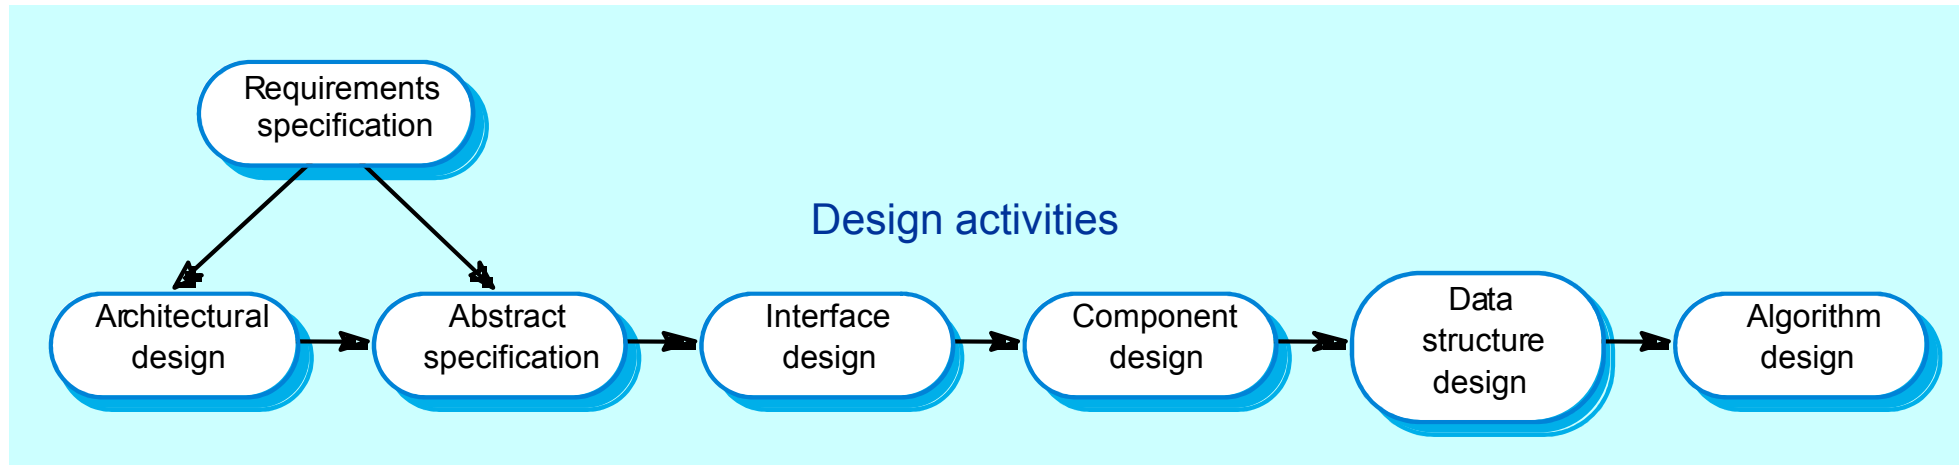 Requirements
specification
Design activities
Architectural
design
Abstract
specification
Interface
design
Component
design
Data
structure
design
Algorithm
design